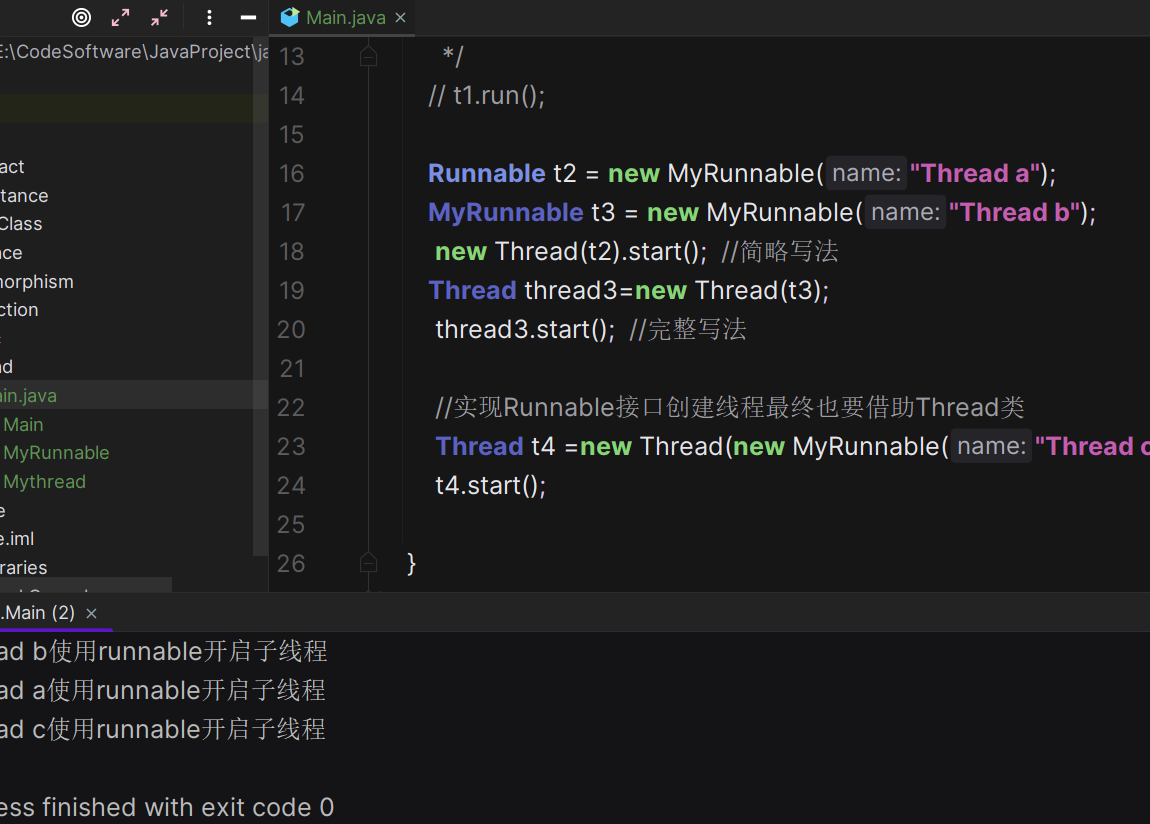 Main.java
E:\CodeSoftware\JavaProject\ja
act
tance
Class
ce
norphism
ction
ad
ain.java
Main
MyRunnable
Mythread
e
e.iml
raries
13 */
14 // t1.run();
15
16 Runnable t2 = new MyRunnable( name: "Thread a");
17 MyRunnable t3 = new MyRunnable( name: "Thread b");
18 new Thread(t2).start(); //简略写法
19 Thread thread3=new Thread(t3);
20 thread3.start(); //完整写法
21
22 //实现Runnable接口创建线程最终也要借助Thread类
23 Thread t4 =new Thread(new MyRunnable( name: "Thread c
24 t4.start();
25
26 }
.Main (2)
ad b使用runnable开启子线程
ad a使用runnable开启子线程
ad c使用runnable开启子线程
ess finished with exit code 0